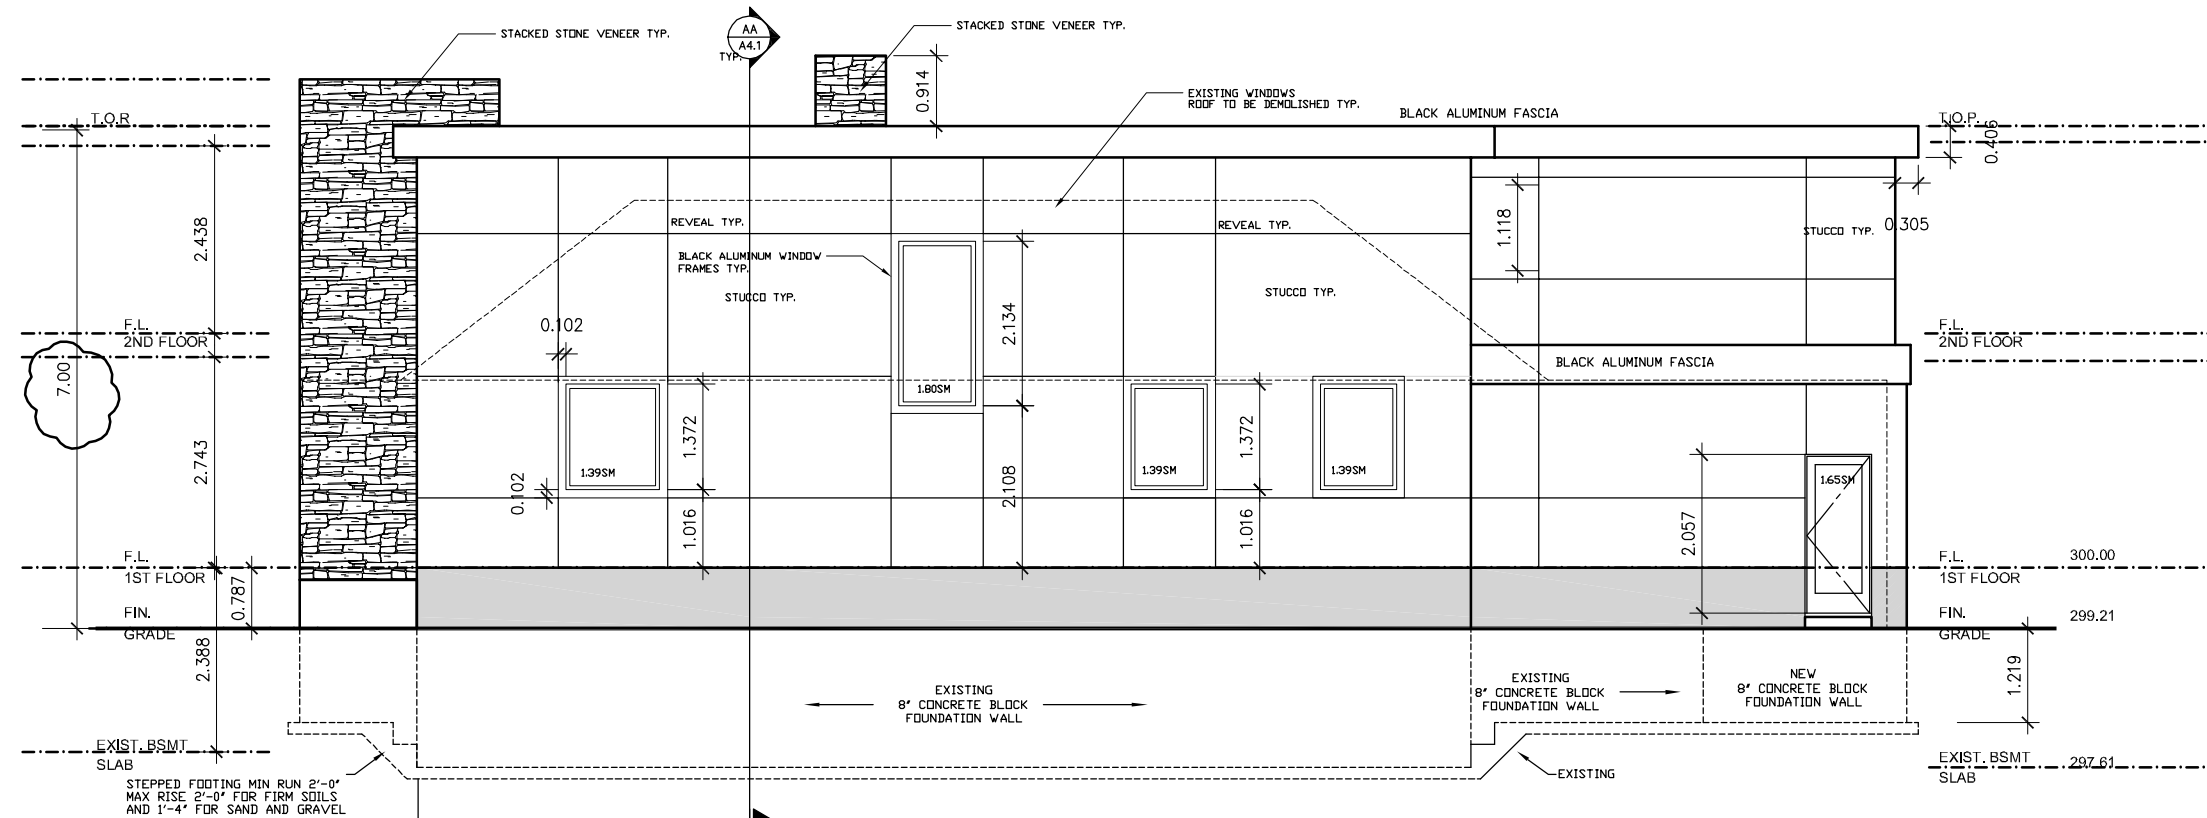 STACKED STONE VENEER TYP.
AA
A4.1
TYP.
STACKED STONE VENEER TYP.
0.914
EXISTING WINDOWS
ROOF TO BE DEMOLISHED TYP.
BLACK ALUMINUM FASCIA
T.O.R
T.O.P.
0.406
2.438
REVEAL TYP.
REVEAL TYP.
1.118
STUCCO TYP.
0.305
BLACK ALUMINUM WINDOW
FRAMES TYP.
STUCCO TYP.
STUCCO TYP.
0.102
2.134
F.L.
2ND FLOOR
F.L.
2ND FLOOR
BLACK ALUMINUM FASCIA
7.00
1.80SM
2.743
1.372
1.372
1.39SM
1.39SM
1.39SM
1.65SM
0.102
2.108
1.016
1.016
2.057
F.L.
1ST FLOOR
F.L.
300.00
1ST FLOOR
0.787
FIN.
GRADE
FIN.
299.21
GRADE
2.388
1.219
EXISTING
8" CONCRETE BLOCK
FOUNDATION WALL
EXISTING
8" CONCRETE BLOCK
FOUNDATION WALL
NEW
8" CONCRETE BLOCK
FOUNDATION WALL
EXIST. BSMT
SLAB
EXIST. BSMT
297.61
SLAB
EXISTING
STEPPED FOOTING MIN RUN 2'-0"
MAX RISE 2'-0" FOR FIRM SOILS
AND 1'-4" FOR SAND AND GRAVEL